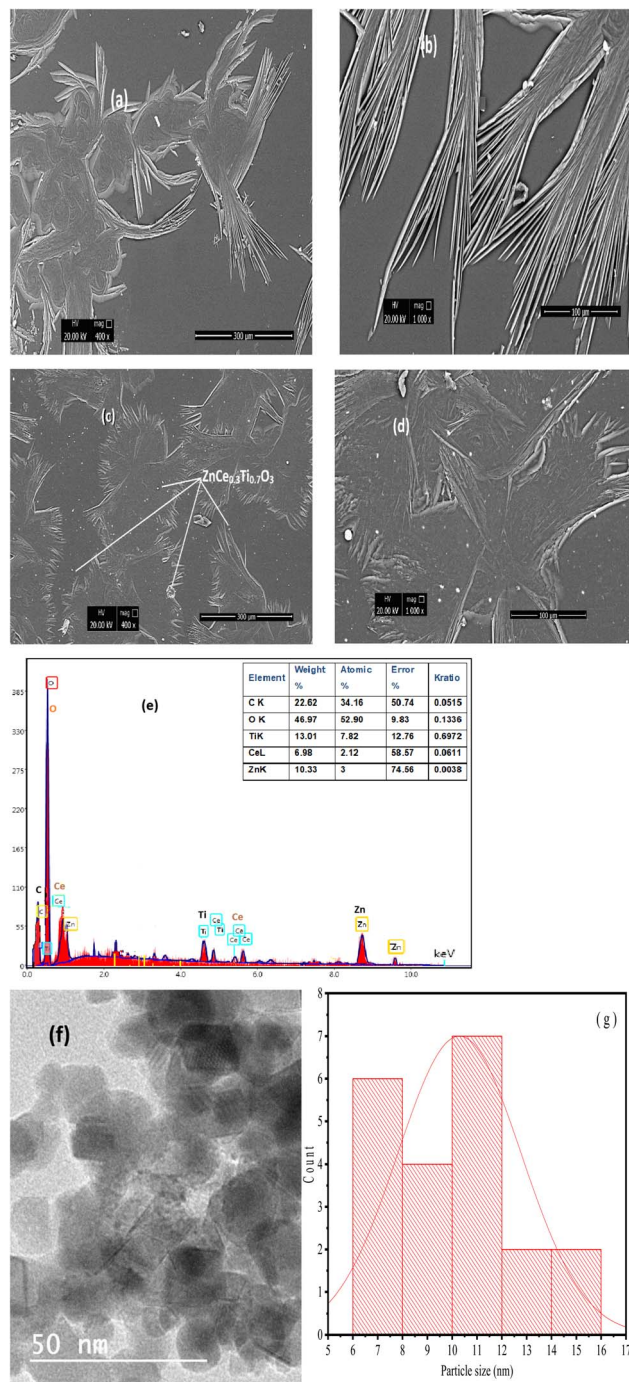 (a)
HV
mag
20.00 kV
400 x
300 µm
(b)
HV
mag
20.00 kV
1 000 x
100 µm
(c)
ZnCe0.3Ti0.7O3
HV
mag
20.00 kV
400 x
300 µm
(d)
HV
mag
20.00 kV
1 000 x
100 µm
(e)
Element Weight % Atomic % Error % Kratio
C K 22.62 34.16 50.74 0.0515
O K 46.97 52.90 9.83 0.1336
TiK 13.01 7.82 12.76 0.6972
CeL 6.98 2.12 58.57 0.0611
ZnK 10.33 3 74.56 0.0038
385
330
275
220
165
110
55
0
O
C
Ce
Ce
Zn
Ti
Ti
Ce
Ti
Ce
Ce
Ce
Ce
Zn
Zn
Zn
keV
0.0 2.0 4.0 6.0 8.0 10.0
(f)
50 nm
(g)
Count
8
7
6
5
4
3
2
1
0
5 6 7 8 9 10 11 12 13 14 15 16 17
Particle size (nm)